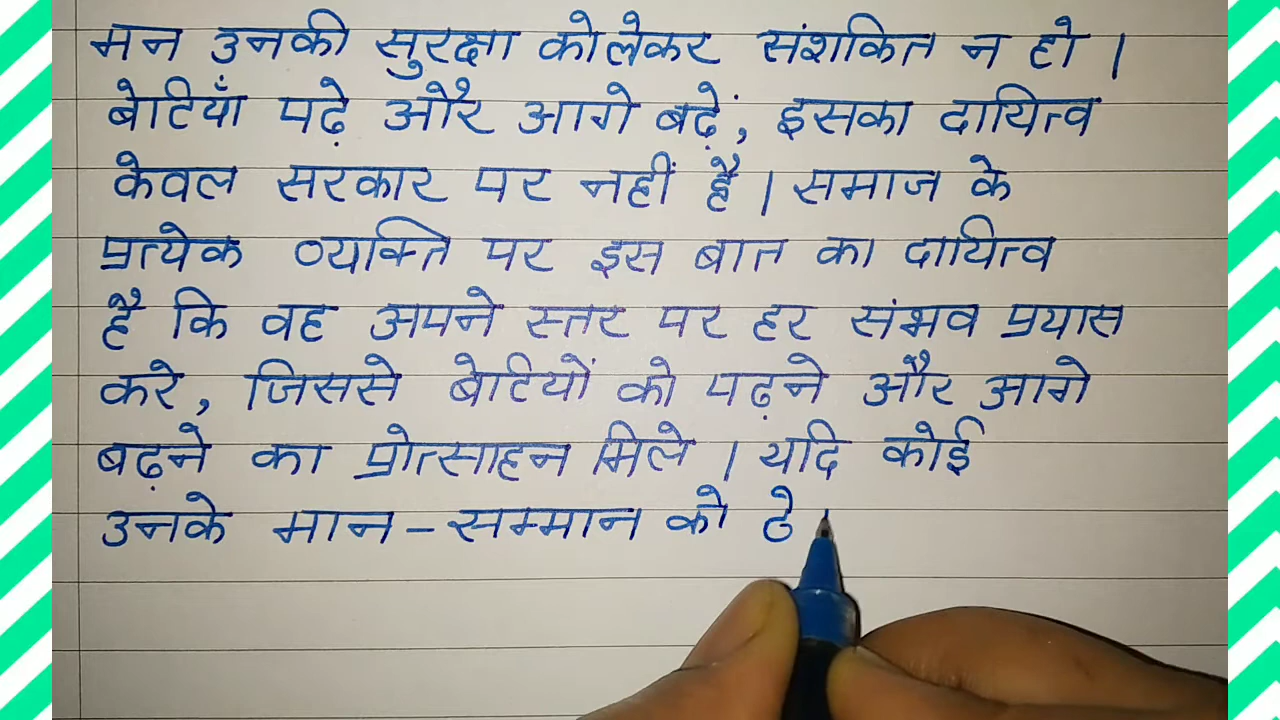 मन उनकी सुरक्षा कोलेकर संशकित न हो।
बेटियाँ पढ़े और आगे बढ़ें, इसका दायित्व
केवल सरकार पर नहीं है। समाज के
प्रत्येक व्यक्ति पर इस बात का दायित्व
है कि वह अपने स्तर पर हर संभव प्रयास
करे, जिससे बेटियों को पढ़ने और आगे
बढ़ने का प्रोत्साहन मिले। यदि कोई
उनके मान-सम्मान को ठे